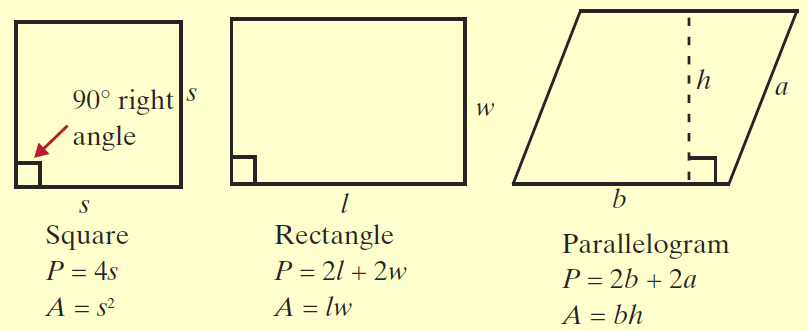 90° right
angle
s
s
Square
P = 4s
A = s²
w
l
Rectangle
P = 2l + 2w
A = lw
h
a
b
Parallelogram
P = 2b + 2a
A = bh